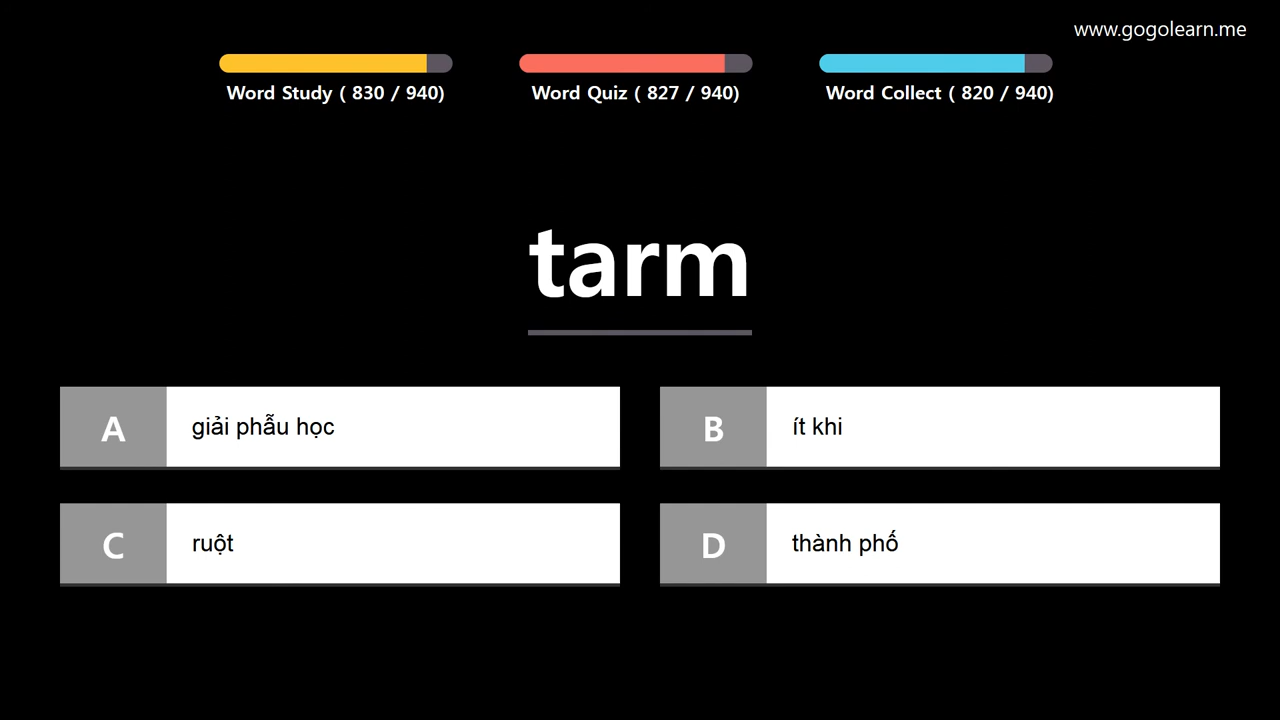 www.gogolearn.me
Word Study ( 830 / 940)
Word Quiz ( 827 / 940)
Word Collect ( 820 / 940)
tarm
A giải phẫu học
B ít khi
C ruột
D thành phố